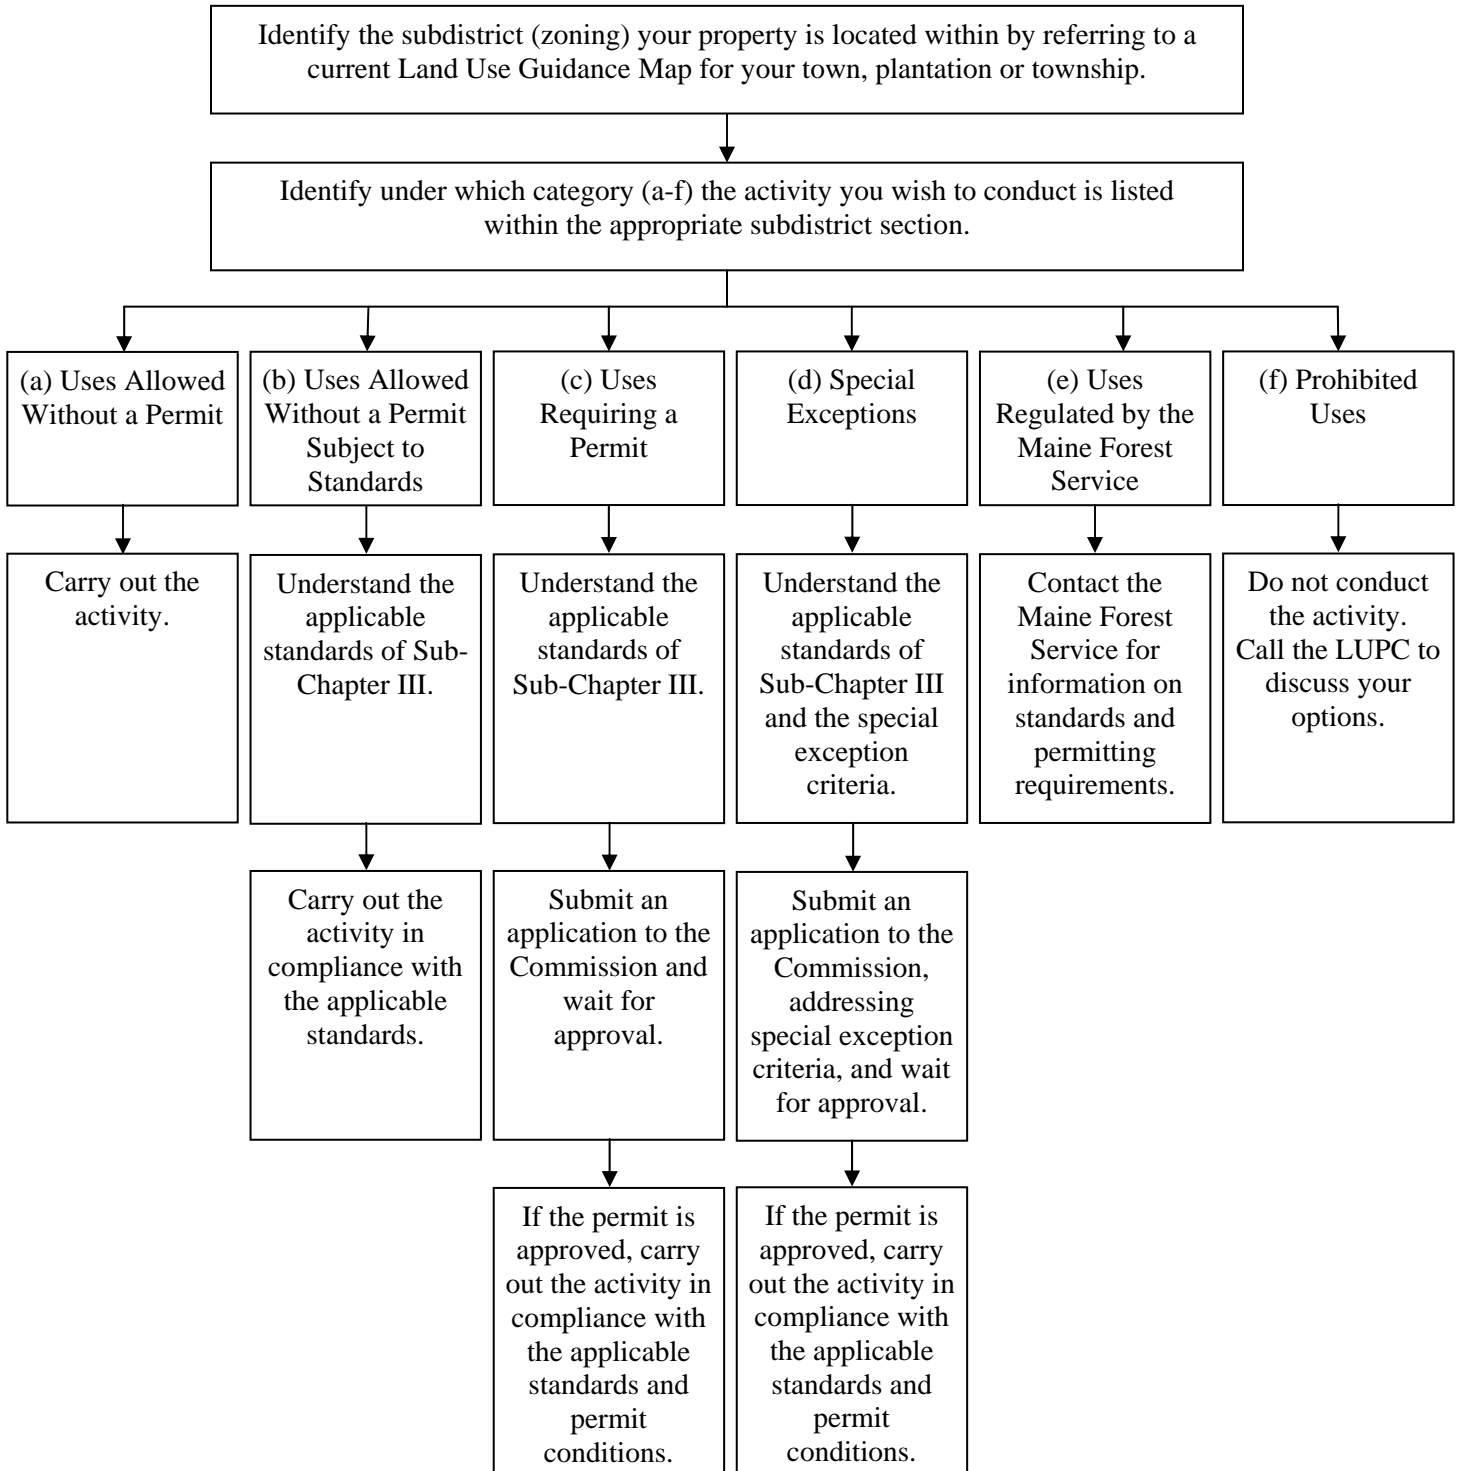 Identify the subdistrict (zoning) your property is located within by referring to a
current Land Use Guidance Map for your town, plantation or township.
Identify under which category (a-f) the activity you wish to conduct is listed
within the appropriate subdistrict section.
(a) Uses Allowed
Without a Permit
(b) Uses Allowed
Without a Permit
Subject to
Standards
(c) Uses
Requiring a
Permit
(d) Special
Exceptions
(e) Uses
Regulated by the
Maine Forest
Service
(f) Prohibited
Uses
Carry out the
activity.
Understand the
applicable
standards of Sub-
Chapter III.
Understand the
applicable
standards of
Sub-Chapter III.
Understand the
applicable
standards of
Sub-Chapter III
and the special
exception
criteria.
Contact the
Maine Forest
Service for
information on
standards and
permitting
requirements.
Do not conduct
the activity.
Call the LUPC to
discuss your
options.
Carry out the
activity in
compliance with
the applicable
standards.
Submit an
application to the
Commission and
wait for
approval.
Submit an
application to the
Commission,
addressing
special exception
criteria, and wait
for approval.
If the permit is
approved, carry
out the activity in
compliance with
the applicable
standards and
permit
conditions.
If the permit is
approved, carry
out the activity in
compliance with
the applicable
standards and
permit
conditions.